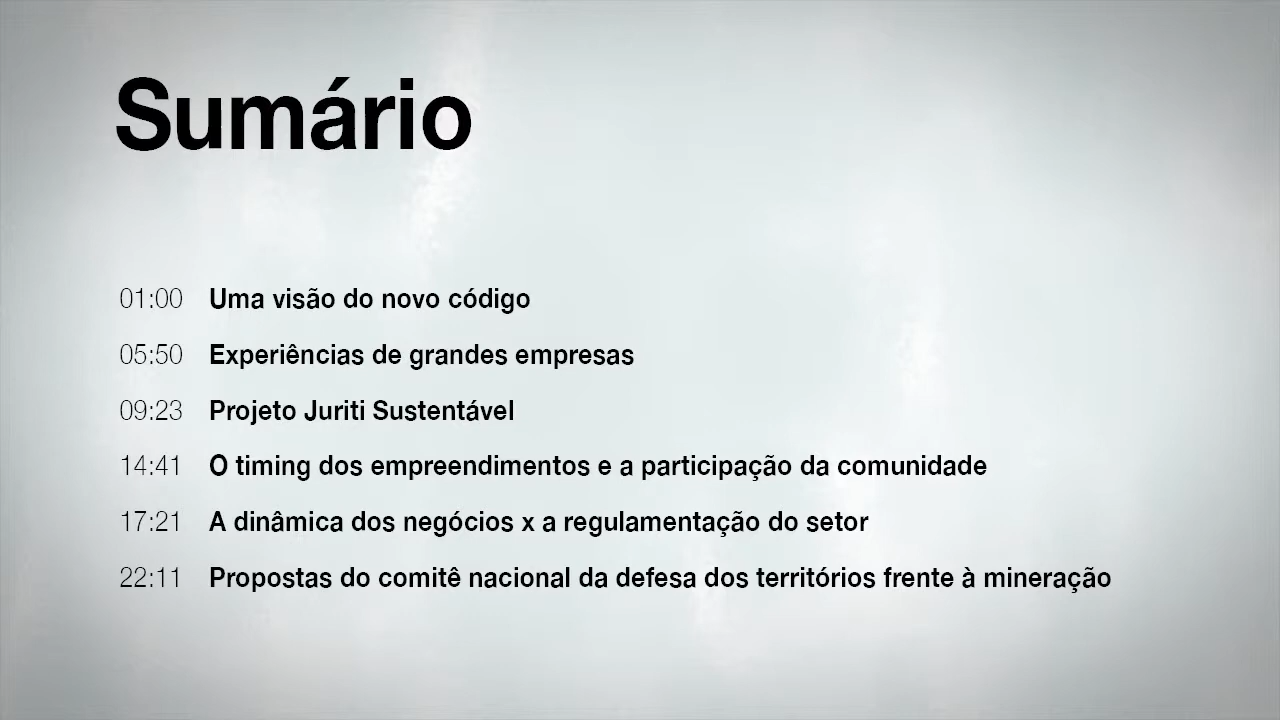 Sumário
01:00 Uma visão do novo código
05:50 Experiências de grandes empresas
09:23 Projeto Juriti Sustentável
14:41 O timing dos empreendimentos e a participação da comunidade
17:21 A dinâmica dos negócios x a regulamentação do setor
22:11 Propostas do comitê nacional da defesa dos territórios frente à mineração